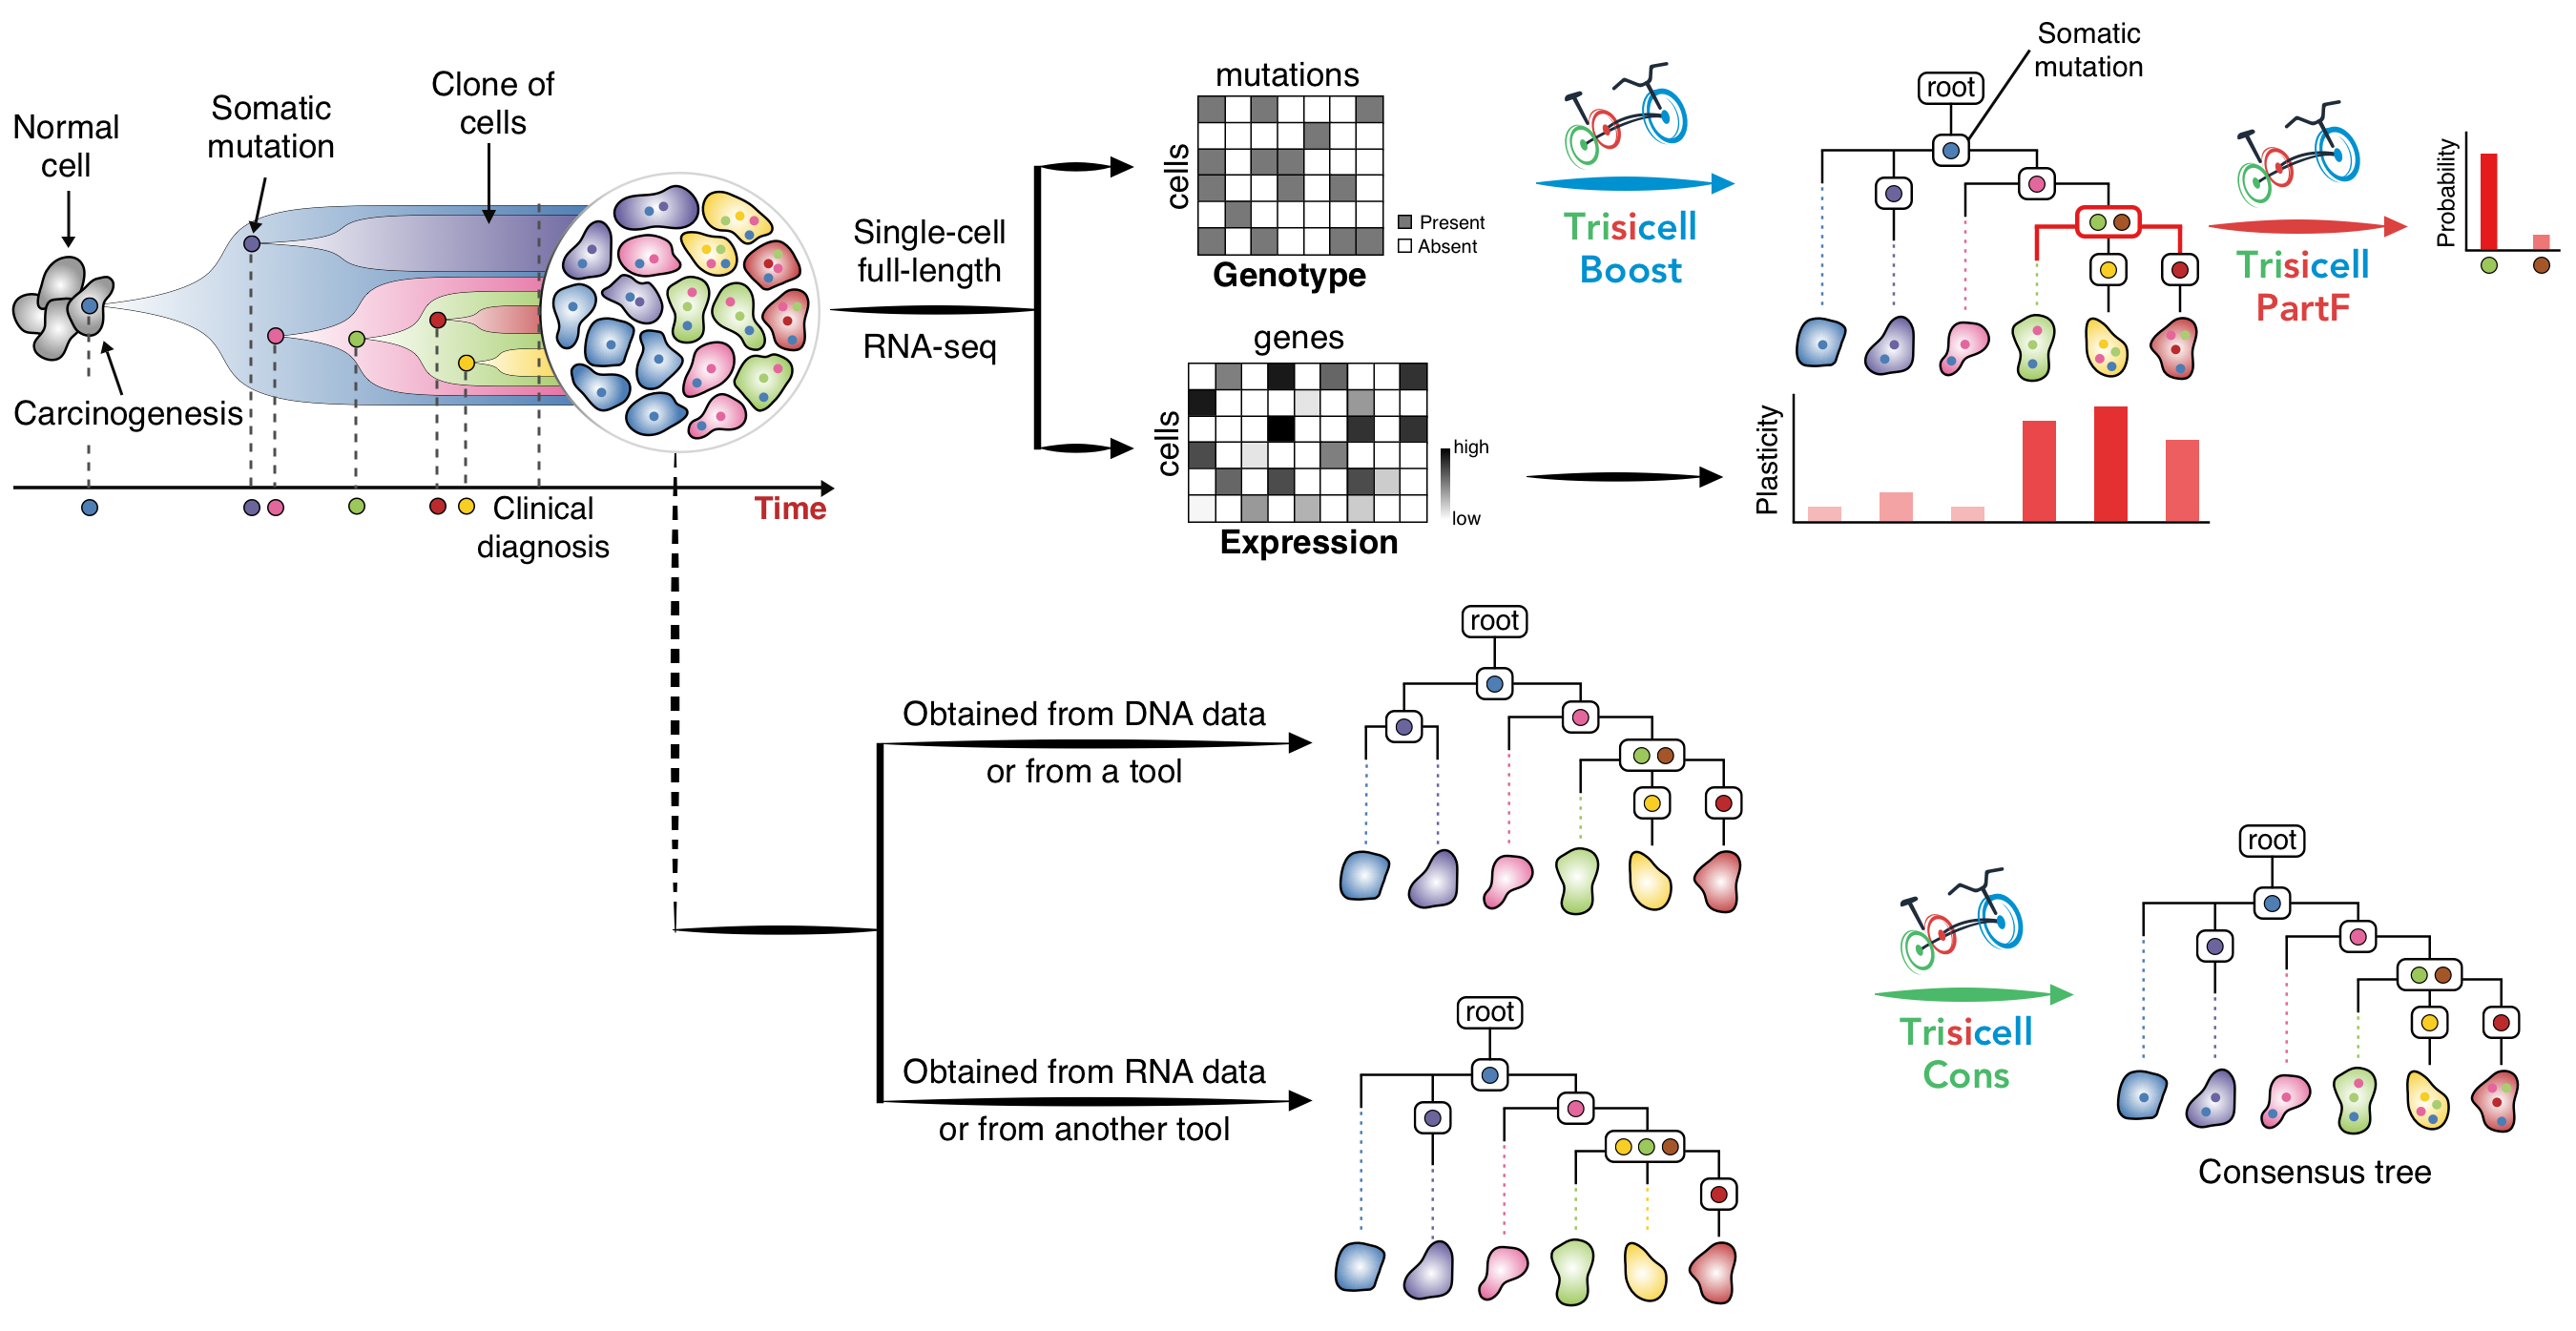 Normal
cell
Somatic
mutation
Clone of
cells
Carcinogenesis
Clinical
diagnosis
Time
Single-cell
full-length
RNA-seq
mutations
cells
Present
Absent
Genotype
genes
cells
high
low
Expression
Trisicell
Boost
Somatic
mutation
root
Trisicell
PartF
Probability
Plasticity
Obtained from DNA data
or from a tool
root
Obtained from RNA data
or from another tool
root
Trisicell
Cons
root
Consensus tree